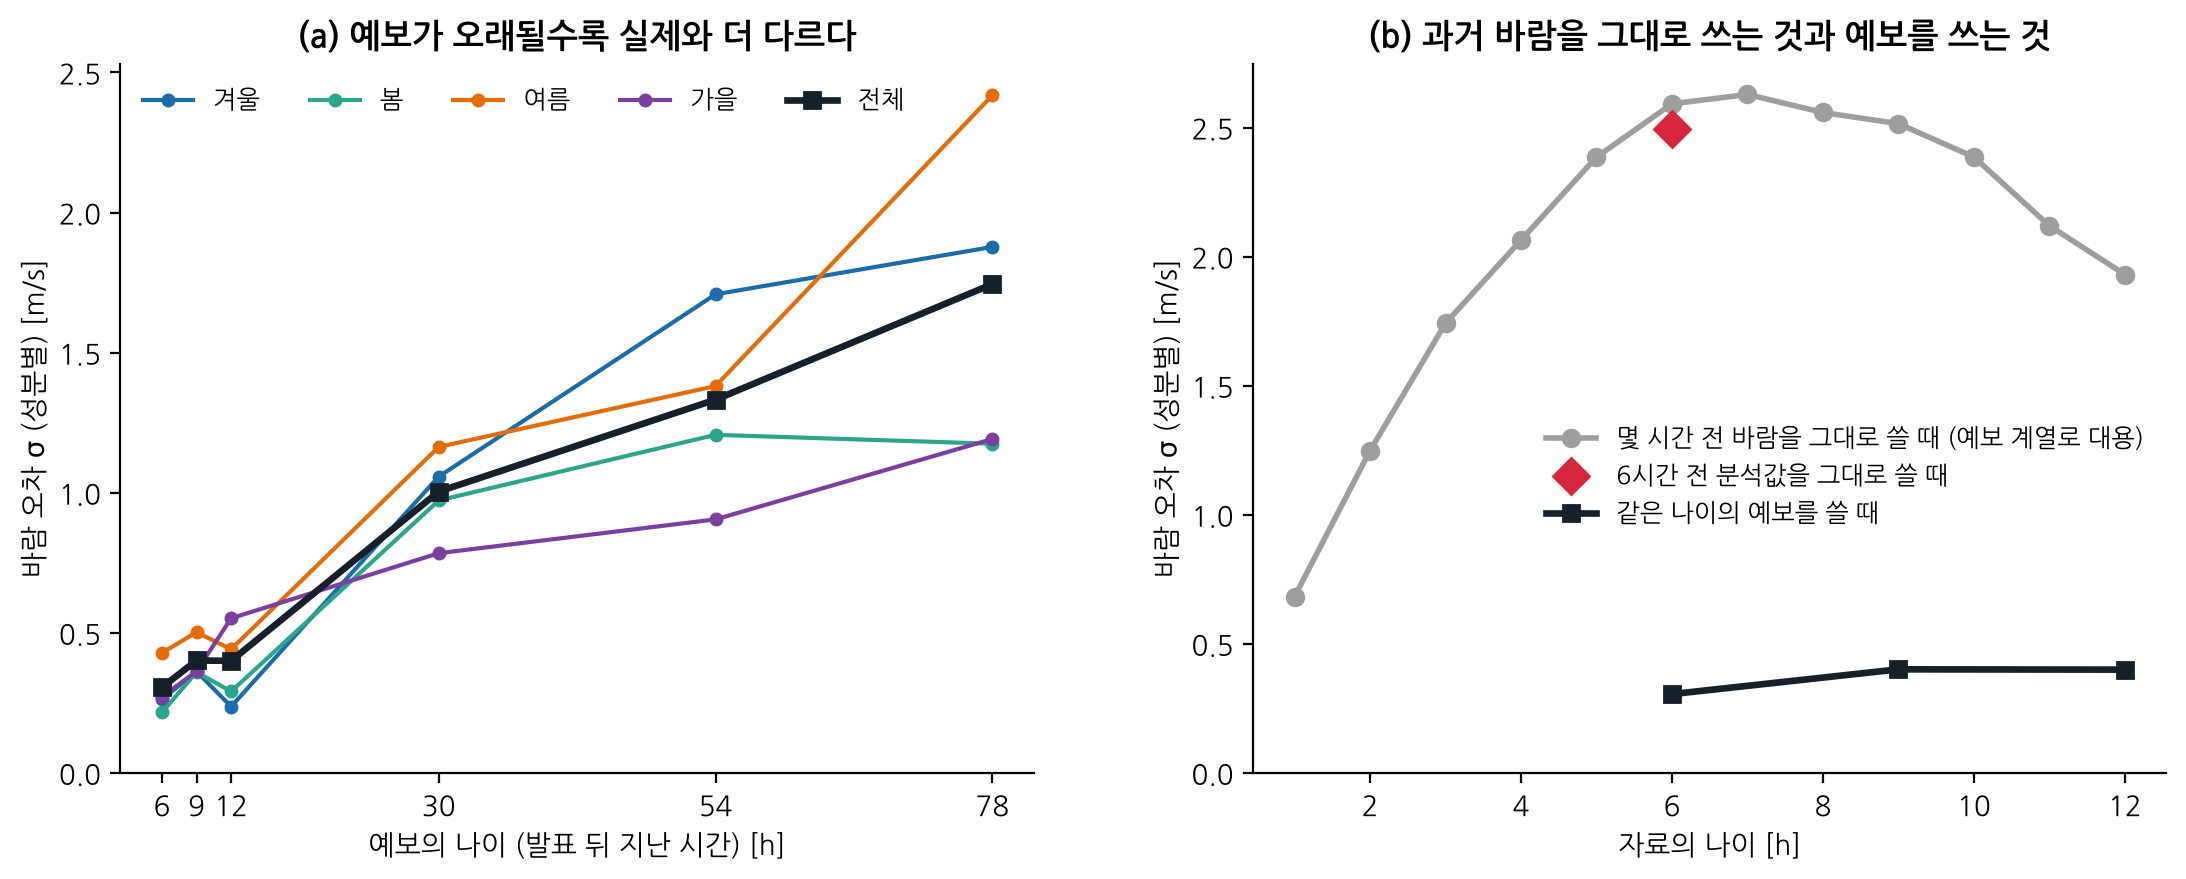 (a) 예보가 오래될수록 실제와 더 다르다
겨울 봄 여름 가을 전체
바람 오차 σ (성분별) [m/s]
2.5
2.0
1.5
1.0
0.5
0.0
6 9 12 30 54 78
예보의 나이 (발표 뒤 지난 시간) [h]
(b) 과거 바람을 그대로 쓰는 것과 예보를 쓰는 것
바람 오차 σ (성분별) [m/s]
2.5
2.0
1.5
1.0
0.5
0.0
몇 시간 전 바람을 그대로 쓸 때 (예보 계열로 대용)
6시간 전 분석값을 그대로 쓸 때
같은 나이의 예보를 쓸 때
2 4 6 8 10 12
자료의 나이 [h]